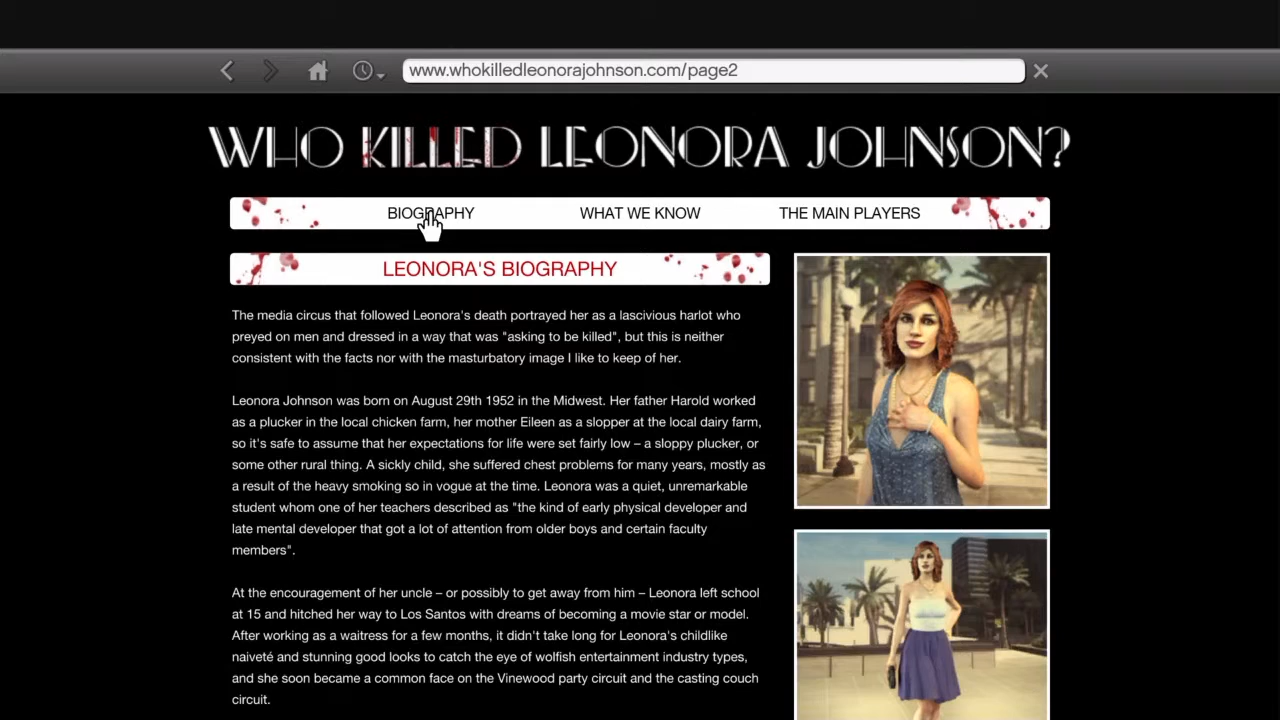 www.whokilledleonorajohnson.com/page2
WHO KILLED LEONORA JOHNSON?
BIOGRAPHY WHAT WE KNOW THE MAIN PLAYERS
LEONORA'S BIOGRAPHY
The media circus that followed Leonora's death portrayed her as a lascivious harlot who
preyed on men and dressed in a way that was "asking to be killed", but this is neither
consistent with the facts nor with the masturbatory image I like to keep of her.
Leonora Johnson was born on August 29th 1952 in the Midwest. Her father Harold worked
as a plucker in the local chicken farm, her mother Eileen as a slopper at the local dairy farm,
so it's safe to assume that her expectations for life were set fairly low – a sloppy plucker, or
some other rural thing. A sickly child, she suffered chest problems for many years, mostly as
a result of the heavy smoking so in vogue at the time. Leonora was a quiet, unremarkable
student whom one of her teachers described as "the kind of early physical developer and
late mental developer that got a lot of attention from older boys and certain faculty
members".
At the encouragement of her uncle – or possibly to get away from him – Leonora left school
at 15 and hitched her way to Los Santos with dreams of becoming a movie star or model.
After working as a waitress for a few months, it didn't take long for Leonora's childlike
naiveté and stunning good looks to catch the eye of wolfish entertainment industry types,
and she soon became a common face on the Vinewood party circuit and the casting couch
circuit.